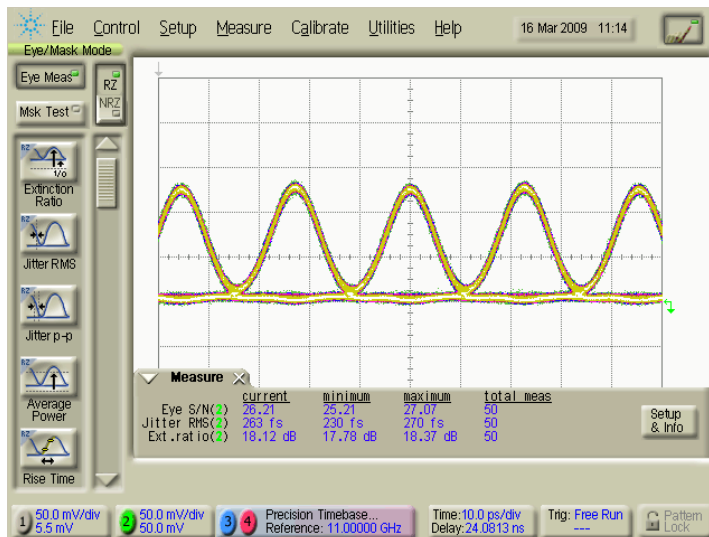 File Control Setup Measure Calibrate Utilities Help 16 Mar 2009 11:14
Eye/Mask Mode
Eye Meas
RZ
NRZ
Msk Test
RZ
1/0
Extinction
Ratio
RZ
Jitter RMS
RZ
Jitter p-p
RZ
Average
Power
RZ
Rise Time
Measure
current minimum maximum total meas
Eye S/N(2) 26.21 25.21 27.07 50
Jitter RMS(2) 263 fs 230 fs 270 fs 50
Ext.ratio(2) 18.12 dB 17.78 dB 18.37 dB 50
Setup
& Info
1 50.0 mV/div
5.5 mV
2 50.0 mV/div
50.0 mV
3 4 Precision Timebase...
Reference: 11.00000 GHz
Time:10.0 ps/div
Delay:24.0813 ns
Trig: Free Run
---
Pattern
Lock